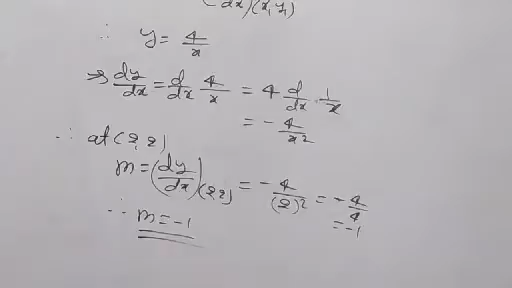 (dx)(x, y,)
∴ y = 4/x
⇒ dy/dx = d/dx 4/x = 4 d/dx · 1/x
= - 4/x²
∴ at (2, 2)
m = (dy/dx)(2 2) = - 4/(2)² = - 4/4
= -1
∴ m = -1